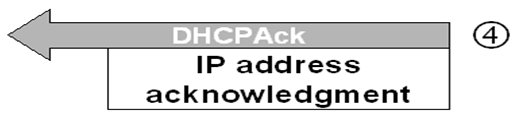 DHCPAck
④
IP address
acknowledgment